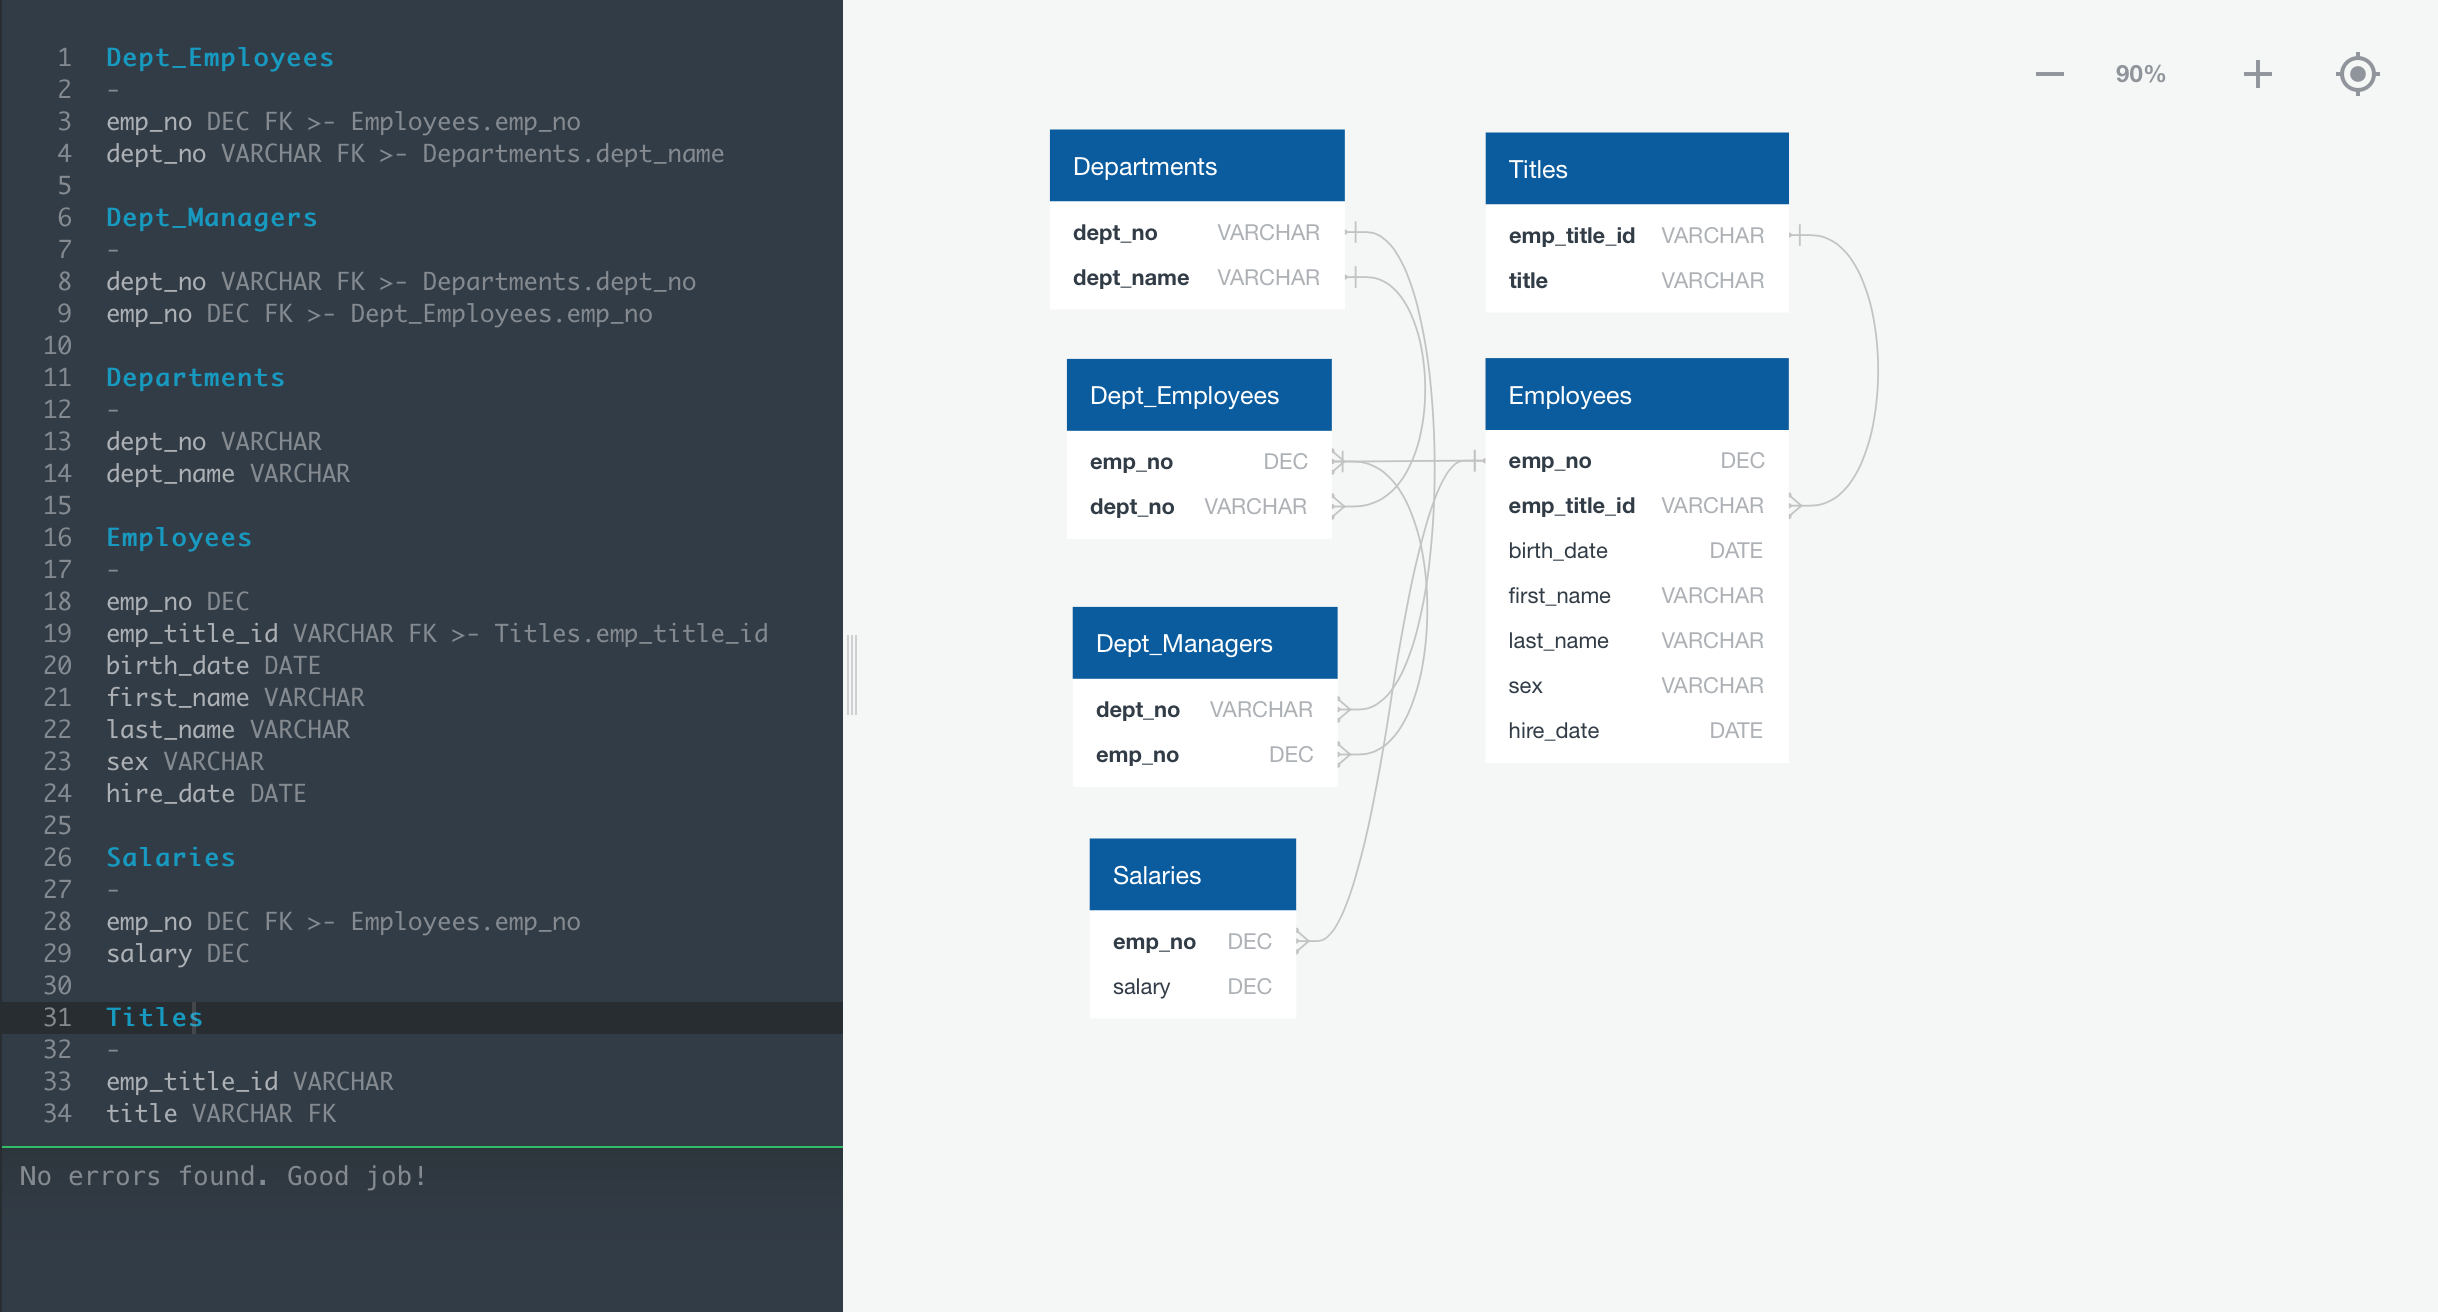 1 Dept_Employees
2 -
3 emp_no DEC FK >- Employees.emp_no
4 dept_no VARCHAR FK >- Departments.dept_name
5
6 Dept_Managers
7 -
8 dept_no VARCHAR FK >- Departments.dept_no
9 emp_no DEC FK >- Dept_Employees.emp_no
10
11 Departments
12 -
13 dept_no VARCHAR
14 dept_name VARCHAR
15
16 Employees
17 -
18 emp_no DEC
19 emp_title_id VARCHAR FK >- Titles.emp_title_id
20 birth_date DATE
21 first_name VARCHAR
22 last_name VARCHAR
23 sex VARCHAR
24 hire_date DATE
25
26 Salaries
27 -
28 emp_no DEC FK >- Employees.emp_no
29 salary DEC
30
31 Titles
32 -
33 emp_title_id VARCHAR
34 title VARCHAR FK
No errors found. Good job!
90%
Departments
dept_no VARCHAR
dept_name VARCHAR
Titles
emp_title_id VARCHAR
title VARCHAR
Dept_Employees
emp_no DEC
dept_no VARCHAR
Employees
emp_no DEC
emp_title_id VARCHAR
birth_date DATE
first_name VARCHAR
last_name VARCHAR
sex VARCHAR
hire_date DATE
Dept_Managers
dept_no VARCHAR
emp_no DEC
Salaries
emp_no DEC
salary DEC